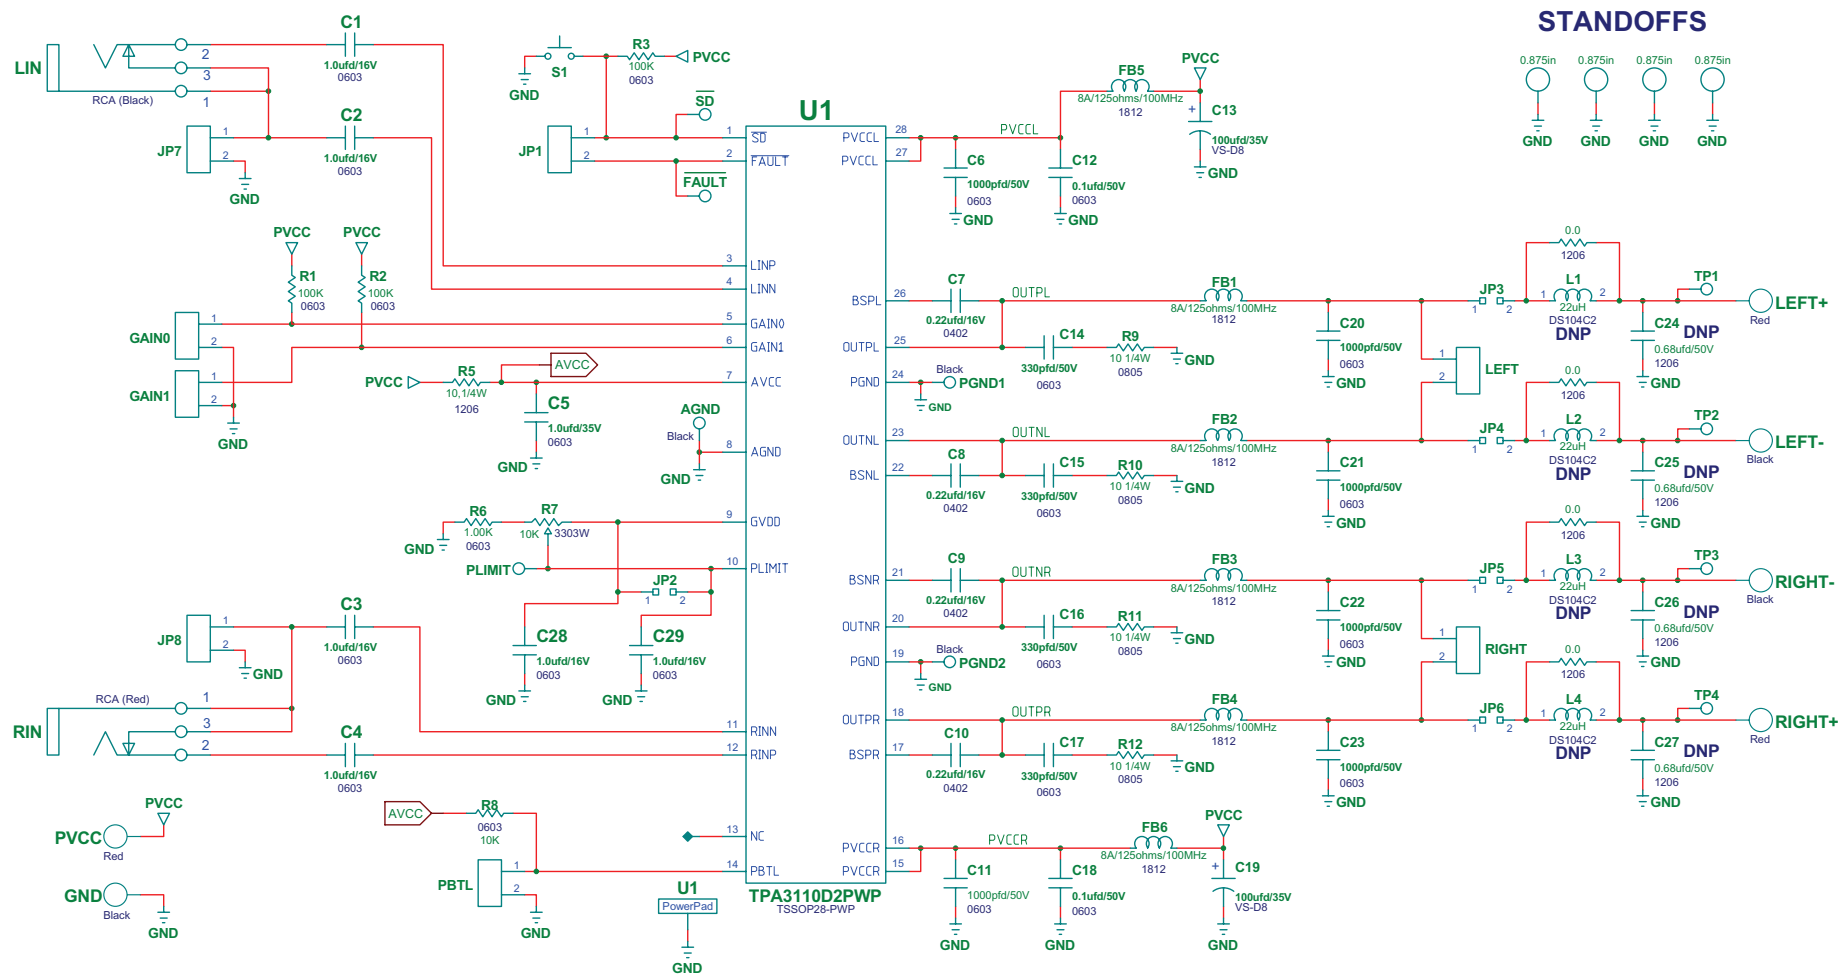 STANDOFFS
0.875in 0.875in 0.875in 0.875in
GND GND GND GND
LIN
RCA (Black)
2
3
1
C1
1.0ufd/16V
0603
C2
1.0ufd/16V
0603
JP7
1
2
GND
S1
GND
R3
100K
0603
PVCC
SD
JP1
1
2
FAULT
U1
1 SD
2 FAULT
3 LINP
4 LINN
5 GAIN0
6 GAIN1
7 AVCC
8 AGND
9 GVDD
10 PLIMIT
11 RINN
12 RINP
13 NC
14 PBTL
PVCCL 28
PVCCL 27
BSPL 26
OUTPL 25
PGND 24
OUTNL 23
BSNL 22
BSNR 21
OUTNR 20
PGND 19
OUTPR 18
BSPR 17
PVCCR 16
PVCCR 15
TPA3110D2PWP
TSSOP28-PWP
PVCCL
C6
1000pfd/50V
0603
GND
C12
0.1ufd/50V
0603
GND
FB5
8A/125ohms/100MHz
1812
PVCC
+
C13
100ufd/35V
VS-D8
GND
PVCC PVCC
R1
100K
0603
R2
100K
0603
GAIN0
1
2
GAIN1
1
2
GND
PVCC
R5
10,1/4W
1206
AVCC
C5
1.0ufd/35V
0603
GND
AGND
Black
GND
R6
1.00K
0603
GND
R7
10K
3303W
PLIMIT
JP2
1 2
C28
1.0ufd/16V
0603
GND
C29
1.0ufd/16V
0603
GND
JP8
1
2
GND
C3
1.0ufd/16V
0603
RCA (Red)
RIN
1
3
2
C4
1.0ufd/16V
0603
PVCC
PVCC
Red
GND
Black
GND
AVCC
R8
0603
10K
PBTL
1
2
GND
U1
PowerPad
GND
C7
0.22ufd/16V
0402
OUTPL
C14
330pfd/50V
0603
R9
10 1/4W
0805
GND
FB1
8A/125ohms/100MHz
1812
Black
PGND1
GND
OUTNL
C8
0.22ufd/16V
0402
C15
330pfd/50V
0603
R10
10 1/4W
0805
GND
FB2
8A/125ohms/100MHz
1812
C9
0.22ufd/16V
0402
OUTNR
C16
330pfd/50V
0603
R11
10 1/4W
0805
GND
FB3
8A/125ohms/100MHz
1812
Black
PGND2
GND
OUTPR
C10
0.22ufd/16V
0402
C17
330pfd/50V
0603
R12
10 1/4W
0805
GND
FB4
8A/125ohms/100MHz
1812
PVCCR
C11
1000pfd/50V
0603
GND
C18
0.1ufd/50V
0603
GND
FB6
8A/125ohms/100MHz
1812
PVCC
+
C19
100ufd/35V
VS-D8
GND
C20
1000pfd/50V
0603
GND
JP3
1 2
0.0
1206
L1
1 2
22uH
DS104C2
DNP
TP1
C24 DNP
0.68ufd/50V
1206
GND
LEFT+
Red
1
2
LEFT
C21
1000pfd/50V
0603
GND
JP4
1 2
0.0
1206
L2
1 2
22uH
DS104C2
DNP
TP2
C25 DNP
0.68ufd/50V
1206
GND
LEFT-
Black
C22
1000pfd/50V
0603
GND
JP5
1 2
0.0
1206
L3
1 2
22uH
DS104C2
DNP
TP3
C26 DNP
0.68ufd/50V
1206
GND
RIGHT-
Black
1
2
RIGHT
C23
1000pfd/50V
0603
GND
JP6
1 2
0.0
1206
L4
1 2
22uH
DS104C2
DNP
TP4
C27 DNP
0.68ufd/50V
1206
GND
RIGHT+
Red